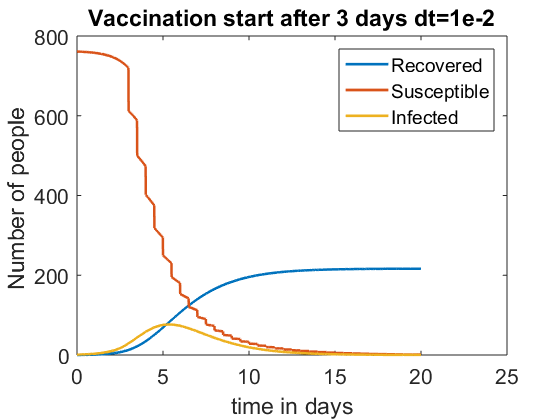 Vaccination start after 3 days dt=1e-2
800
600
400
200
0
Number of people
Recovered
Susceptible
Infected
0 5 10 15 20 25
time in days